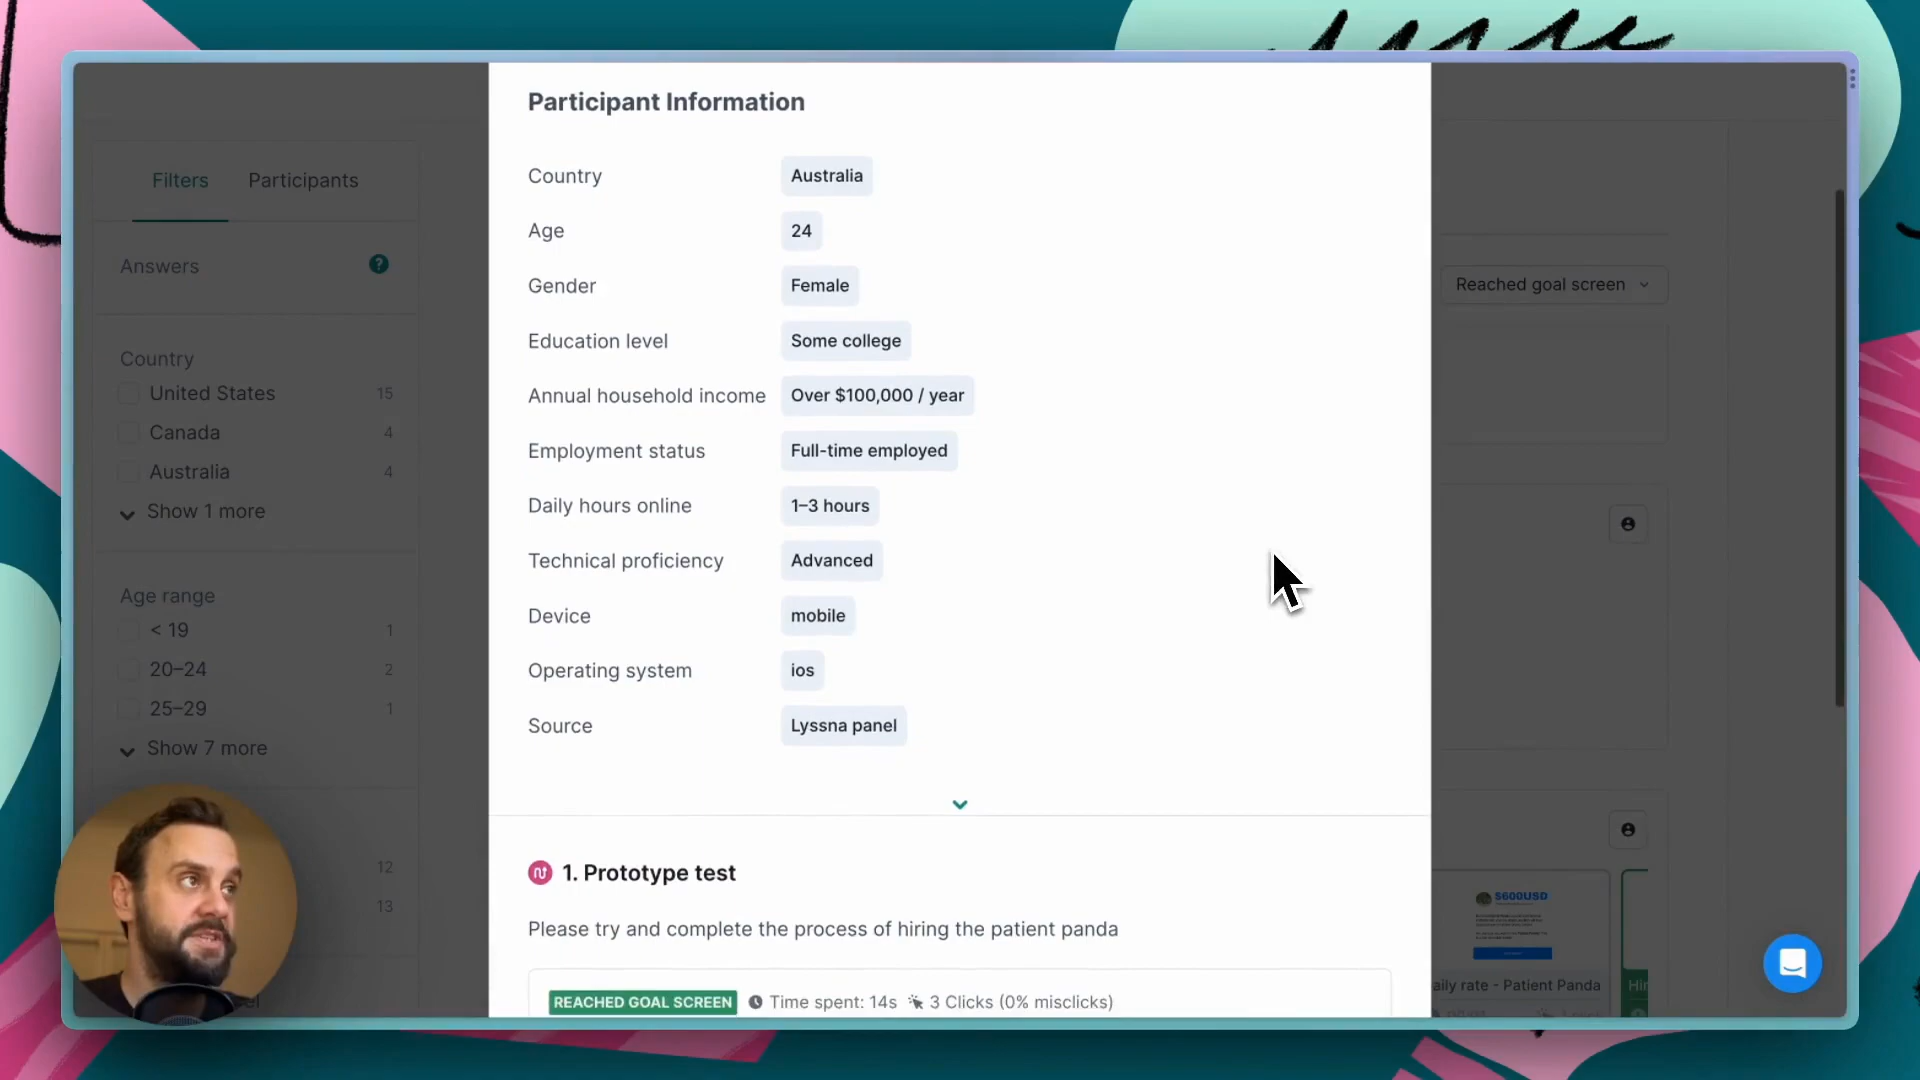 Participant Information
Filters
Participants
Country
Australia
Age
24
Answers
Gender
Female
Reached goal screen
Education level
Some college
Country
United States
15
Annual household income
Over $100,000 / year
Canada
4
Employment status
Full-time employed
Australia
4
Show 1 more
Daily hours online
1–3 hours
Technical proficiency
Advanced
Age range
< 19
1
Device
mobile
20–24
2
Operating system
ios
25–29
1
Show 7 more
Source
Lyssna panel
12
13
1. Prototype test
Please try and complete the process of hiring the patient panda
REACHED GOAL SCREEN
Time spent: 14s
3 Clicks (0% misclicks)
$600USD
aily rate - Patient Panda
Hir